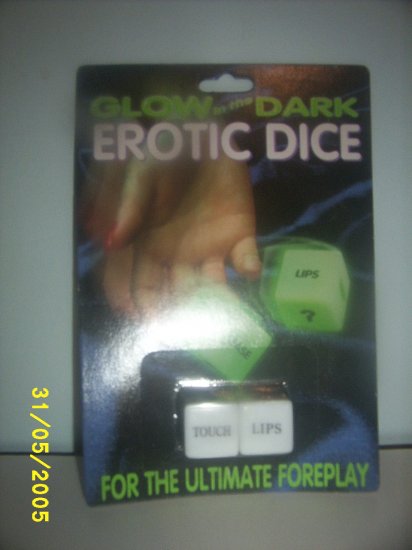 GLOW in the DARK
EROTIC DICE
LIPS
?
TOUCH LIPS
FOR THE ULTIMATE FOREPLAY
31/05/2005